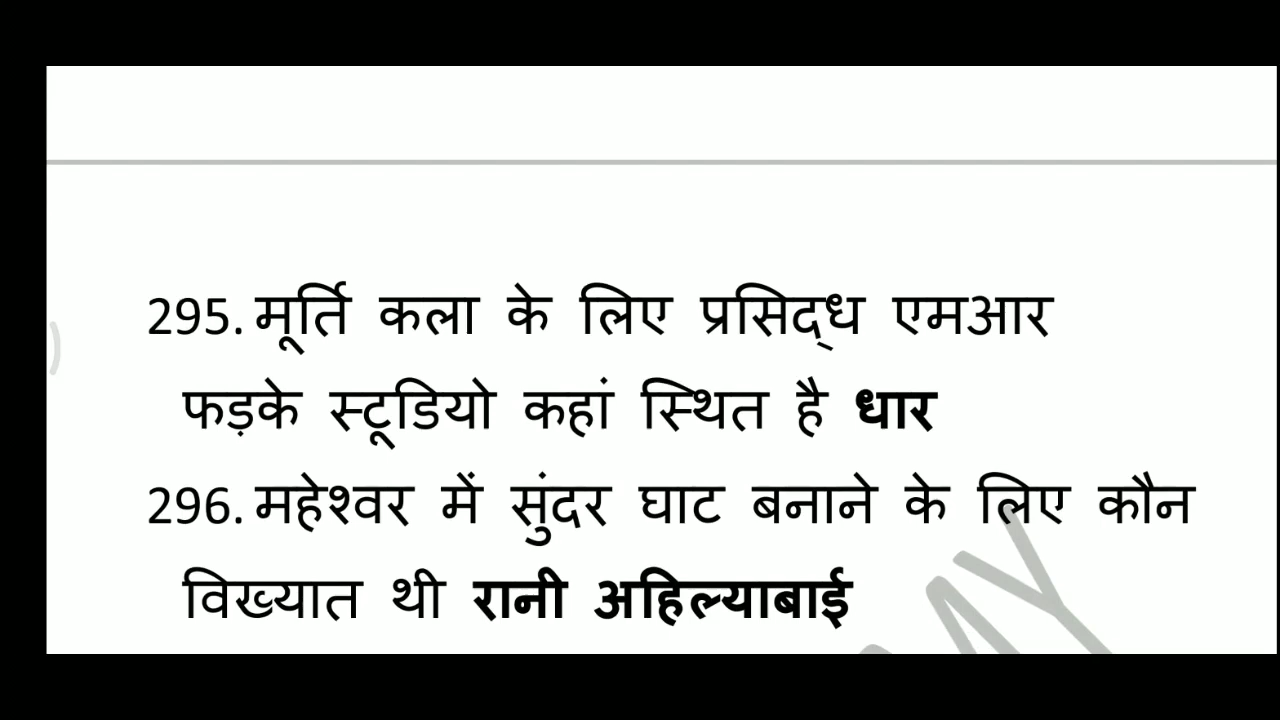 295. मूर्ति कला के लिए प्रसिद्ध एमआर
फड़के स्टूडियो कहां स्थित है धार
296. महेश्वर में सुंदर घाट बनाने के लिए कौन
विख्यात थी रानी अहिल्याबाई